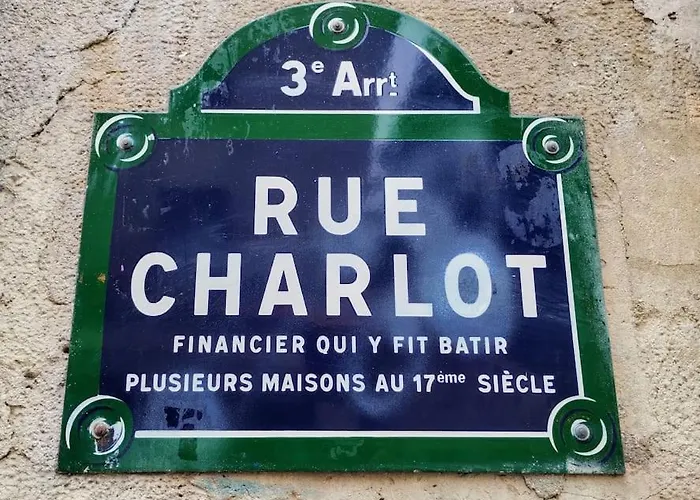 3e Arrt
RUE
CHARLOT
FINANCIER QUI Y FIT BATIR
PLUSIEURS MAISONS AU 17ème SIÈCLE